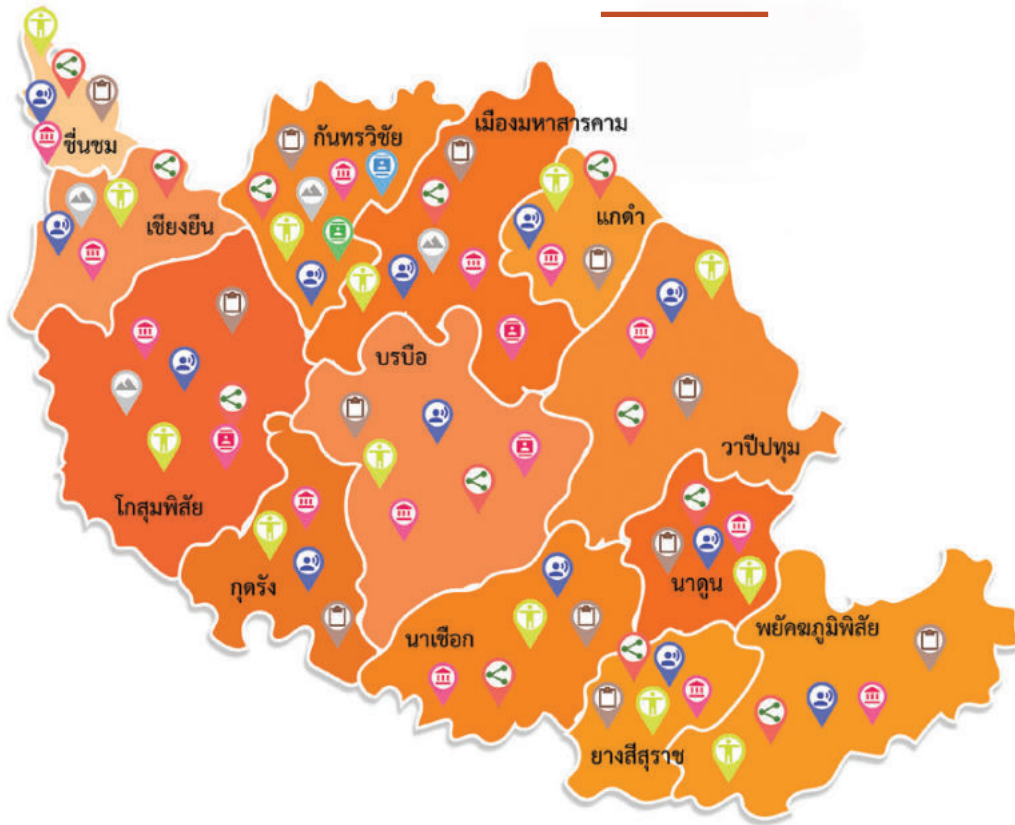 เมืองมหาสารคาม
กันทรวิชัย
ชื่นชม
แกดำ
เชียงยืน
บรบือ
วาปีปทุม
โกสุมพิสัย
กุดรัง
นาดูน
พยัคฆภูมิพิสัย
นาเชือก
ยางสีสุราช